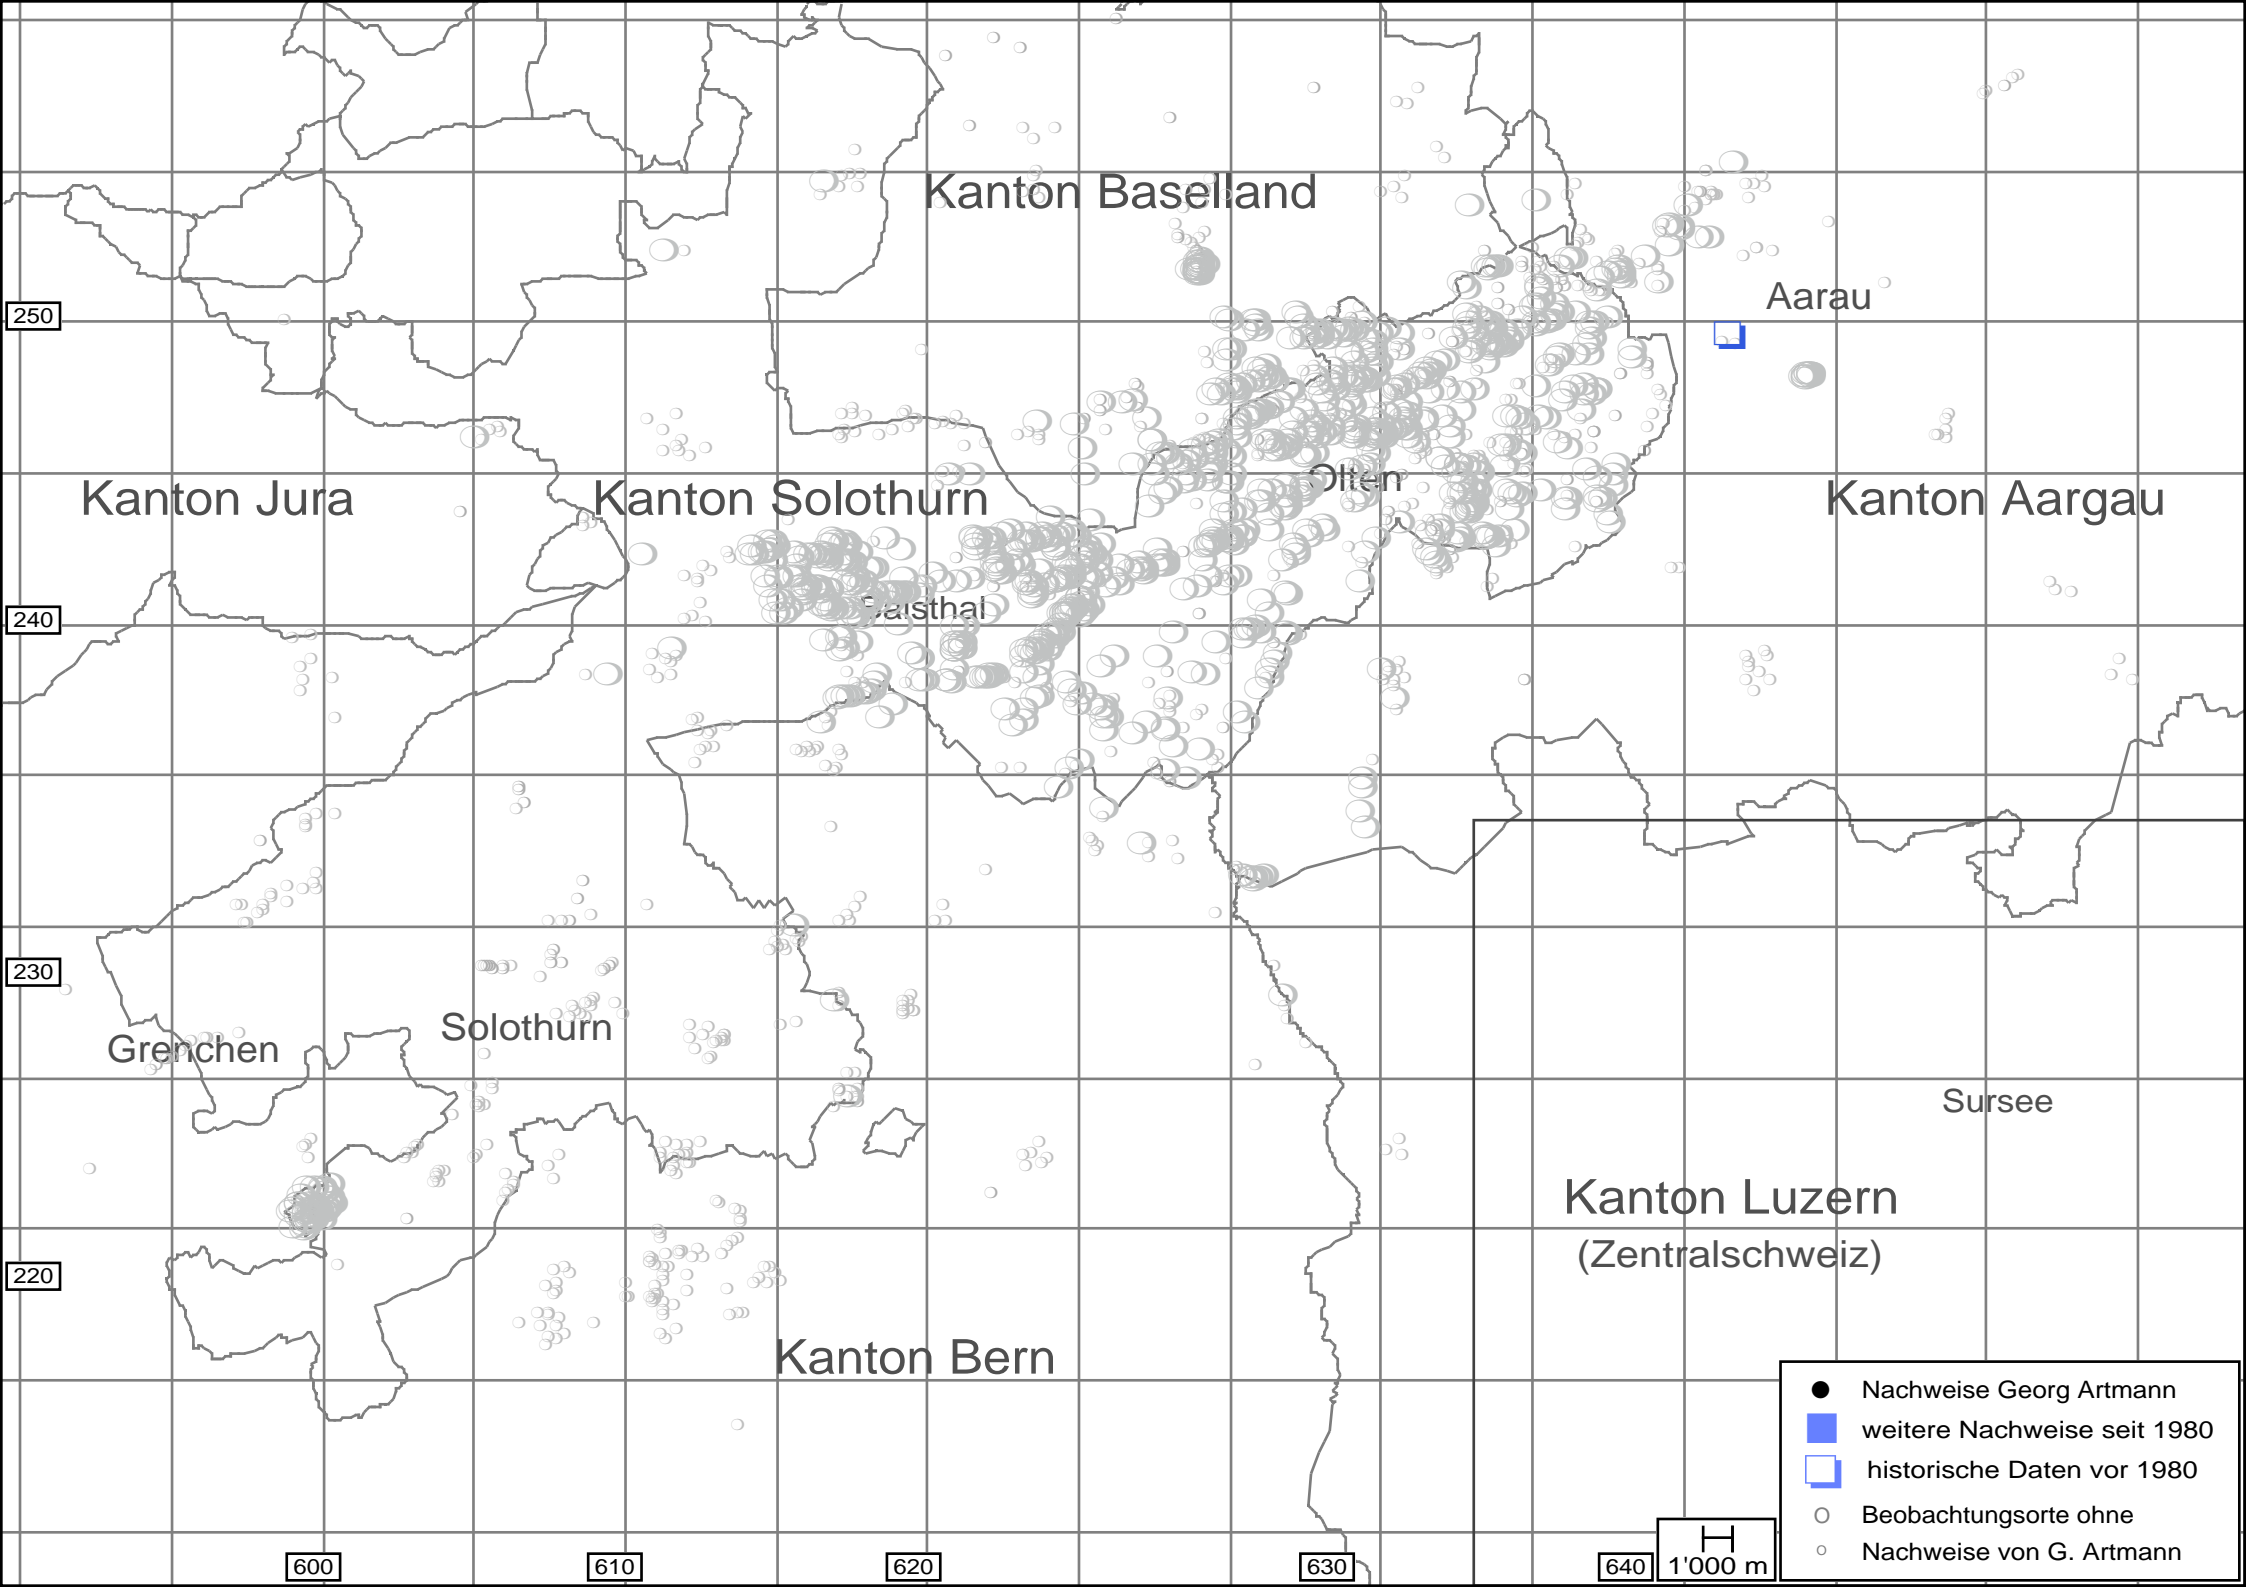 Kanton Baselland
Aarau
250
Olten
Kanton Jura
Kanton Solothurn
Kanton Aargau
Balsthal
240
230
Solothurn
Grenchen
Sursee
Kanton Luzern
(Zentralschweiz)
220
Kanton Bern
Nachweise Georg Artmann
weitere Nachweise seit 1980
historische Daten vor 1980
Beobachtungsorte ohne
Nachweise von G. Artmann
600
610
620
630
640
1'000 m